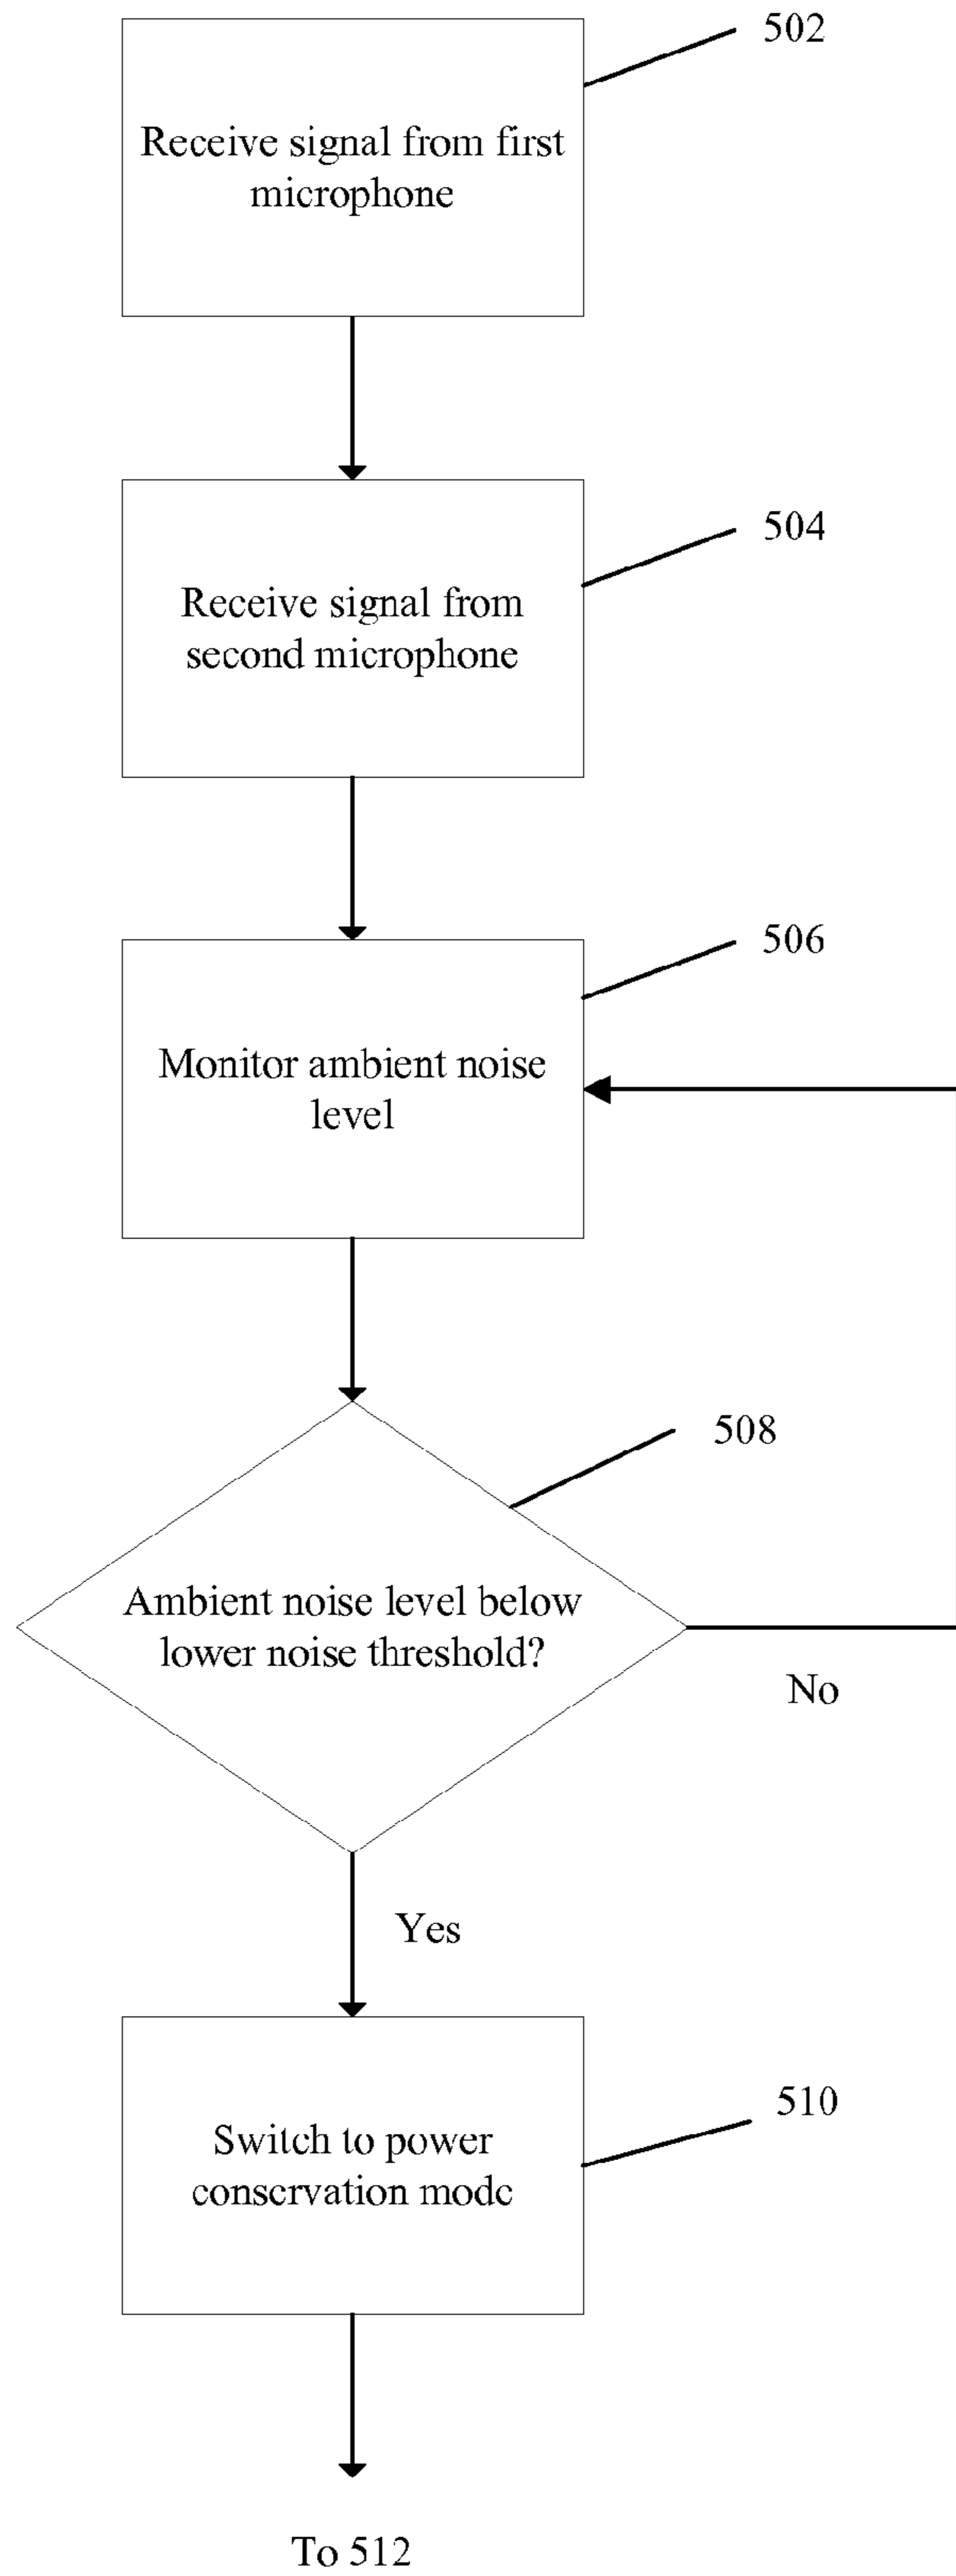 502
Receive signal from first
microphone
504
Receive signal from
second microphone
506
Monitor ambient noise
level
508
Ambient noise level below
lower noise threshold?
No
Yes
510
Switch to power
conservation mode
To 512